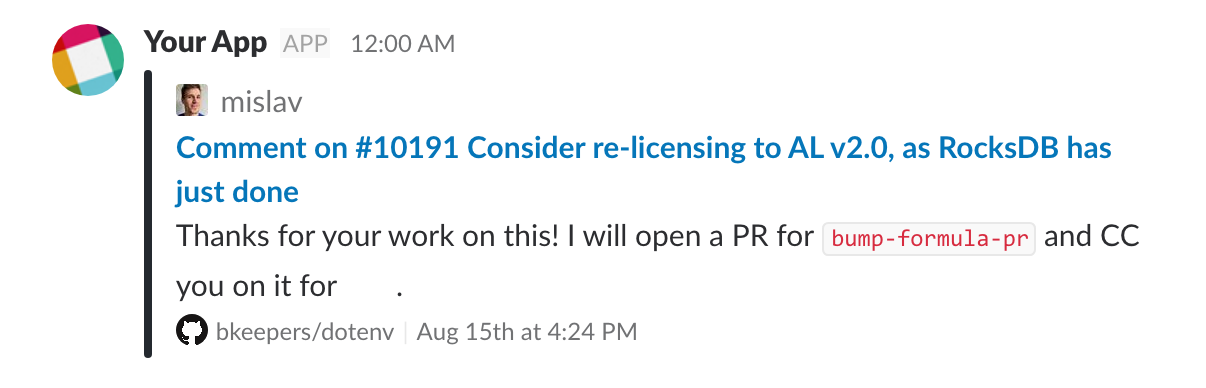 Your App APP 12:00 AM
mislav
Comment on #10191 Consider re-licensing to AL v2.0, as RocksDB has
just done
Thanks for your work on this! I will open a PR for bump-formula-pr and CC
you on it for .
bkeepers/dotenv | Aug 15th at 4:24 PM